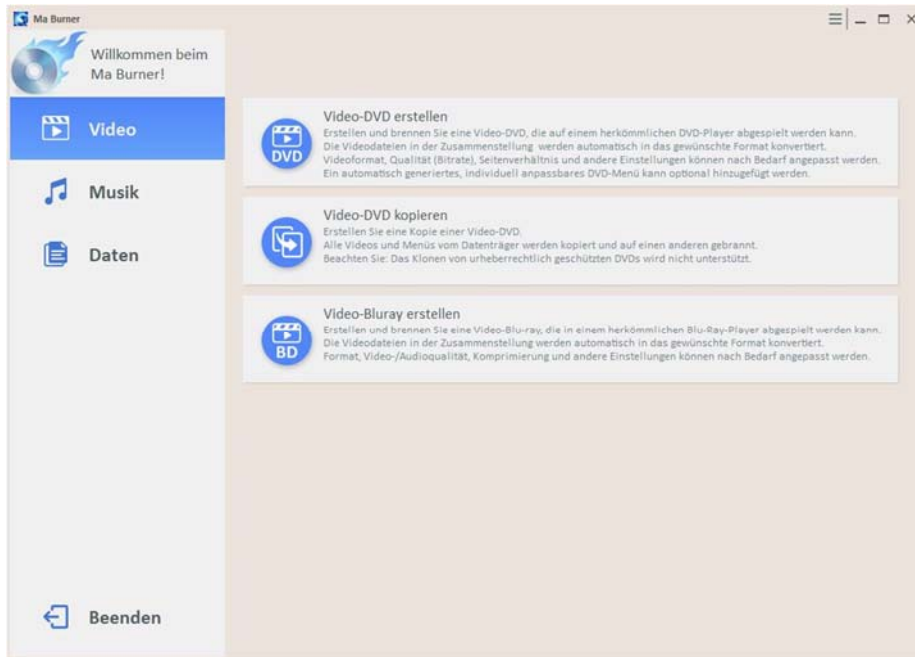 Ma Burner
Willkommen beim
Ma Burner!
Video
Musik
Daten
Beenden
Video-DVD erstellen
Erstellen und brennen Sie eine Video-DVD, die auf einem herkömmlichen DVD-Player abgespielt werden kann.
Die Videodateien in der Zusammenstellung werden automatisch in das gewünschte Format konvertiert.
Videoformat, Qualität (Bitrate), Seitenverhältnis und andere Einstellungen können nach Bedarf angepasst werden.
Ein automatisch generiertes, individuell anpassbares DVD-Menü kann optional hinzugefügt werden.
DVD
Video-DVD kopieren
Erstellen Sie eine Kopie einer Video-DVD.
Alle Videos und Menüs vom Datenträger werden kopiert und auf einen anderen gebrannt.
Beachten Sie: Das Klonen von urheberrechtlich geschützten DVDs wird nicht unterstützt.
Video-Bluray erstellen
Erstellen und brennen Sie eine Video-Blu-ray, die in einem herkömmlichen Blu-Ray-Player abgespielt werden kann.
Die Videodateien in der Zusammenstellung werden automatisch in das gewünschte Format konvertiert.
Format, Video-/Audioqualität, Komprimierung und andere Einstellungen können nach Bedarf angepasst werden.
BD